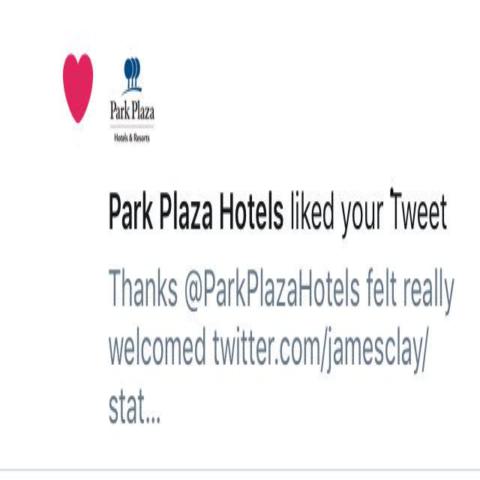 Park Plaza
Hotels & Resorts
Park Plaza Hotels liked your Tweet
Thanks @ParkPlazaHotels felt really
welcomed twitter.com/jamesclay/
stat...